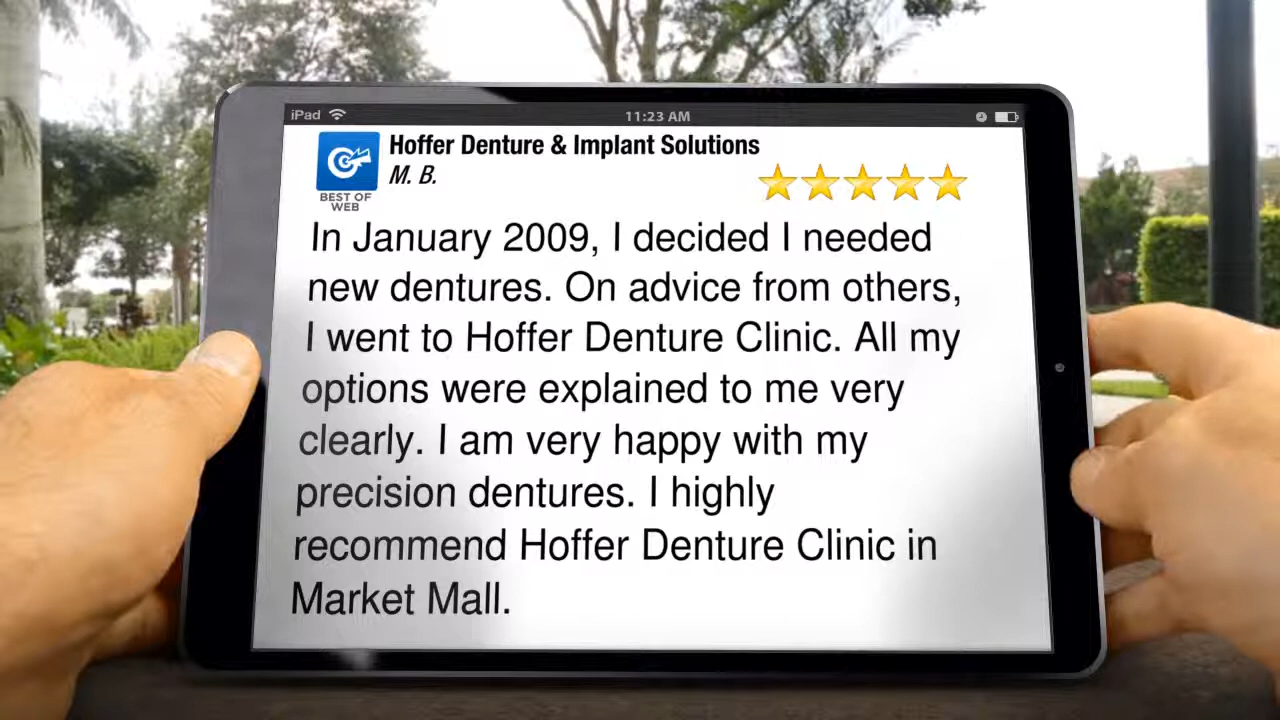 iPad 11:23 AM
Hoffer Denture & Implant Solutions
M. B.
BEST OF
WEB
In January 2009, I decided I needed
new dentures. On advice from others,
I went to Hoffer Denture Clinic. All my
options were explained to me very
clearly. I am very happy with my
precision dentures. I highly
recommend Hoffer Denture Clinic in
Market Mall.